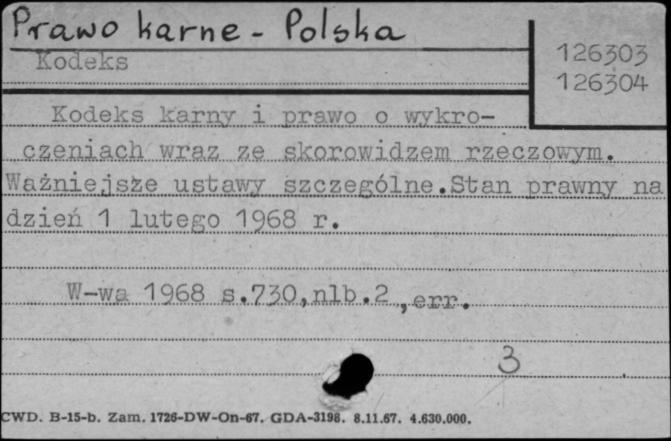 Prawo karne - Polska
Kodeks
126303
126304
Kodeks karny i prawo o wykro-
czeniach wraz ze skorowidzem rzeczowym.
Ważniejsze ustawy szczególne.Stan prawny na
dzień 1 lutego 1968 r.
W-wa 1968 s.730,nlb.2 ,err.
3
CWD. B-15-b. Zam. 1726-DW-On-67. GDA-3198. 8.11.67. 4.630.000.